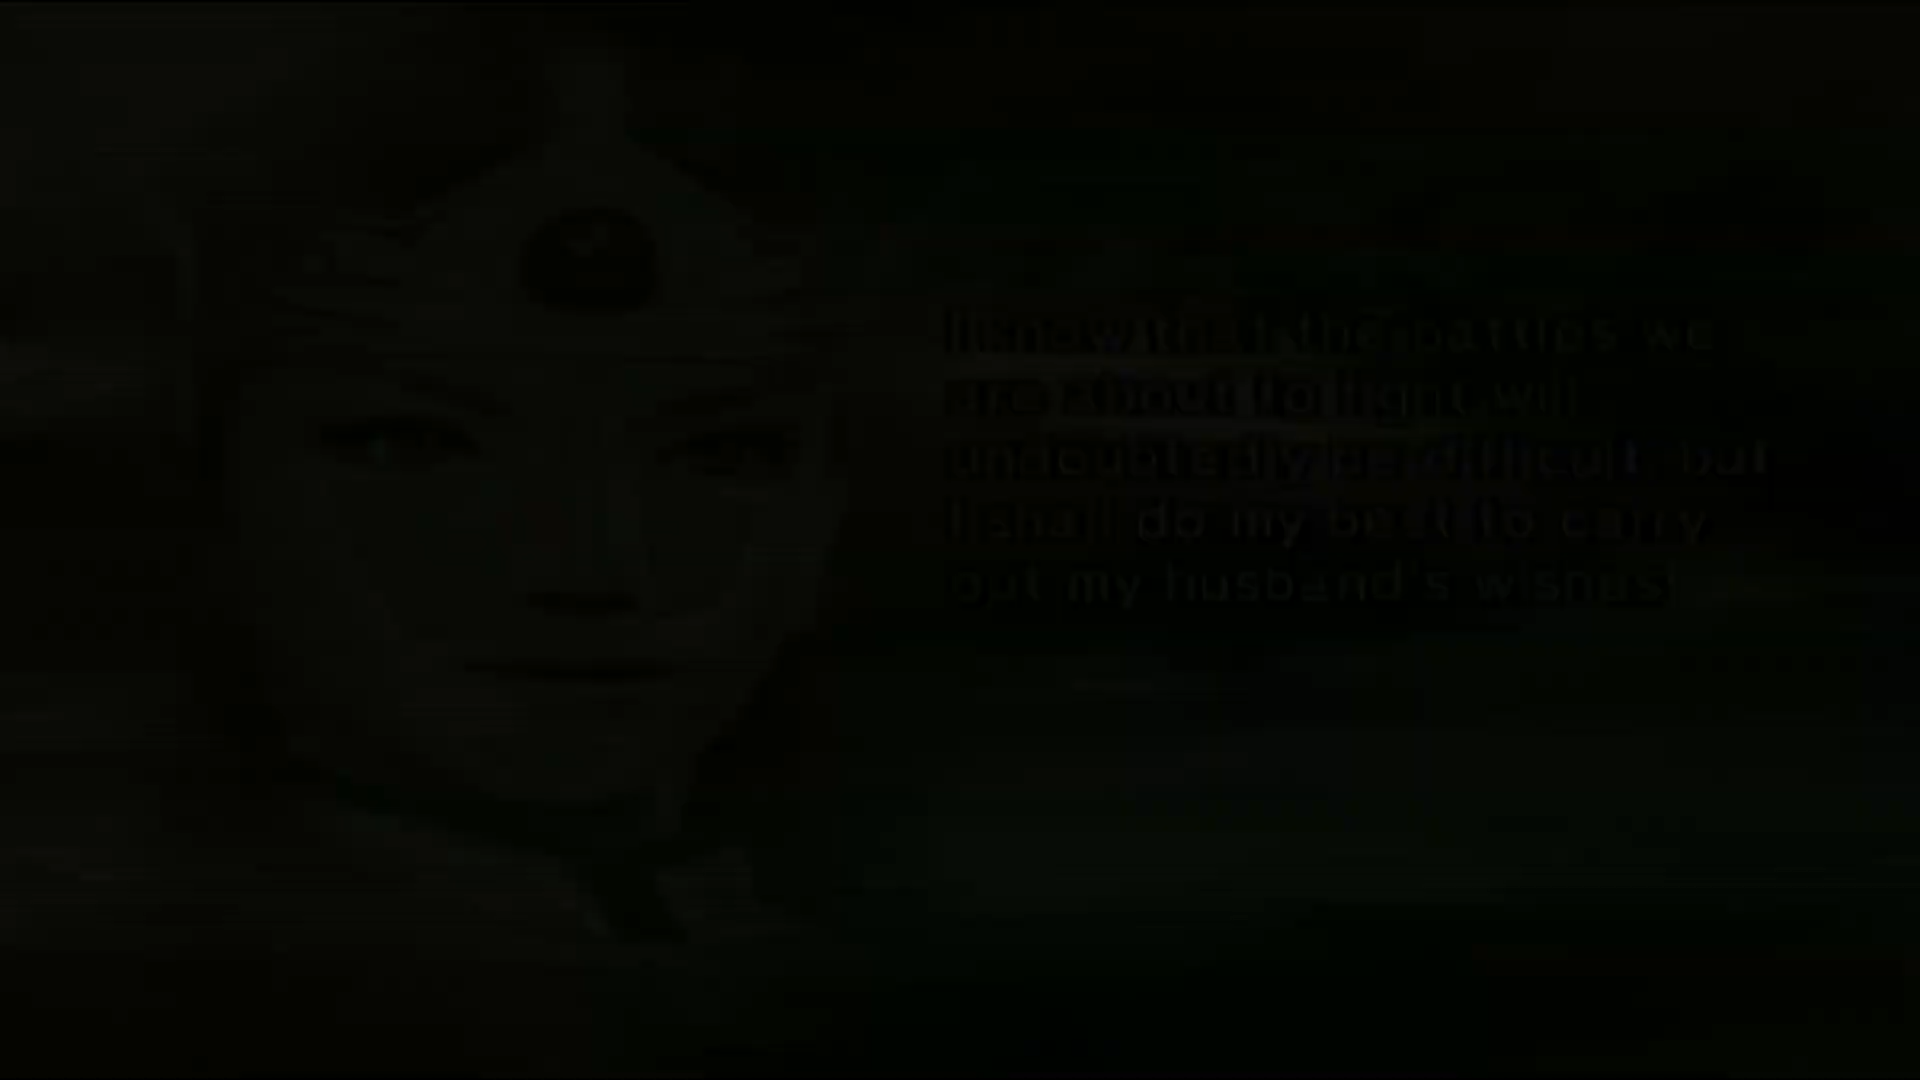 I know that the battles we
are about to fight will
undoubtedly be difficult, but
I shall do my best to carry
out my husband's wishes!